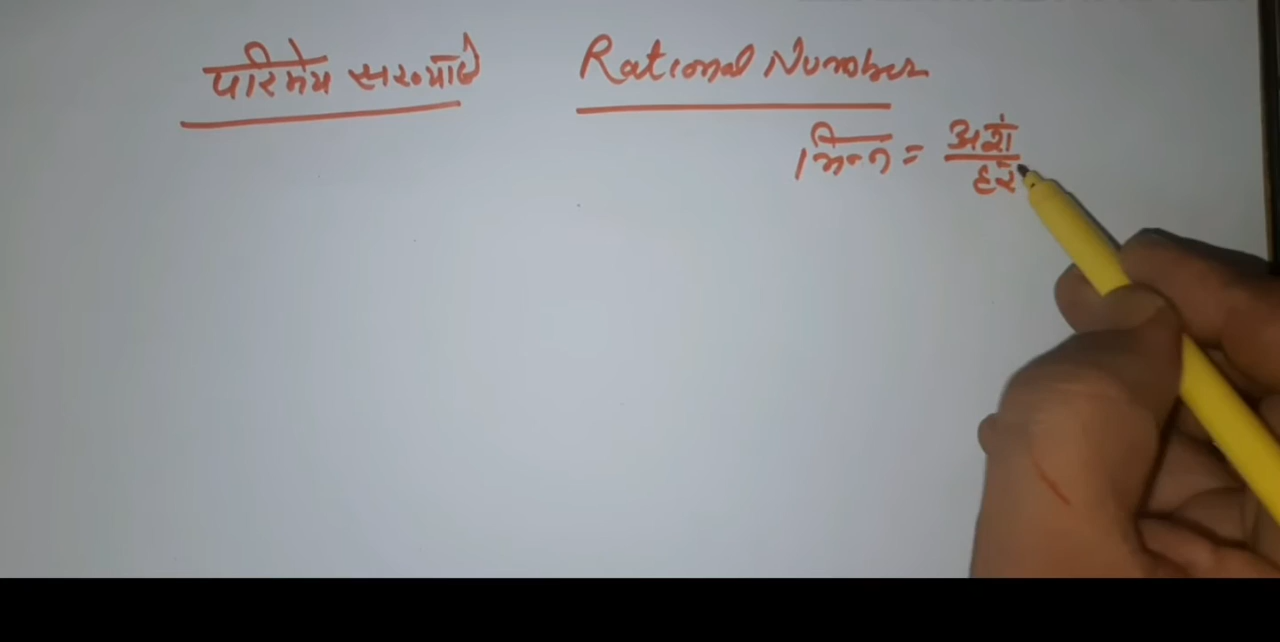 परिमेय संख्याये Rational Number
भिन्न = अंश
हर